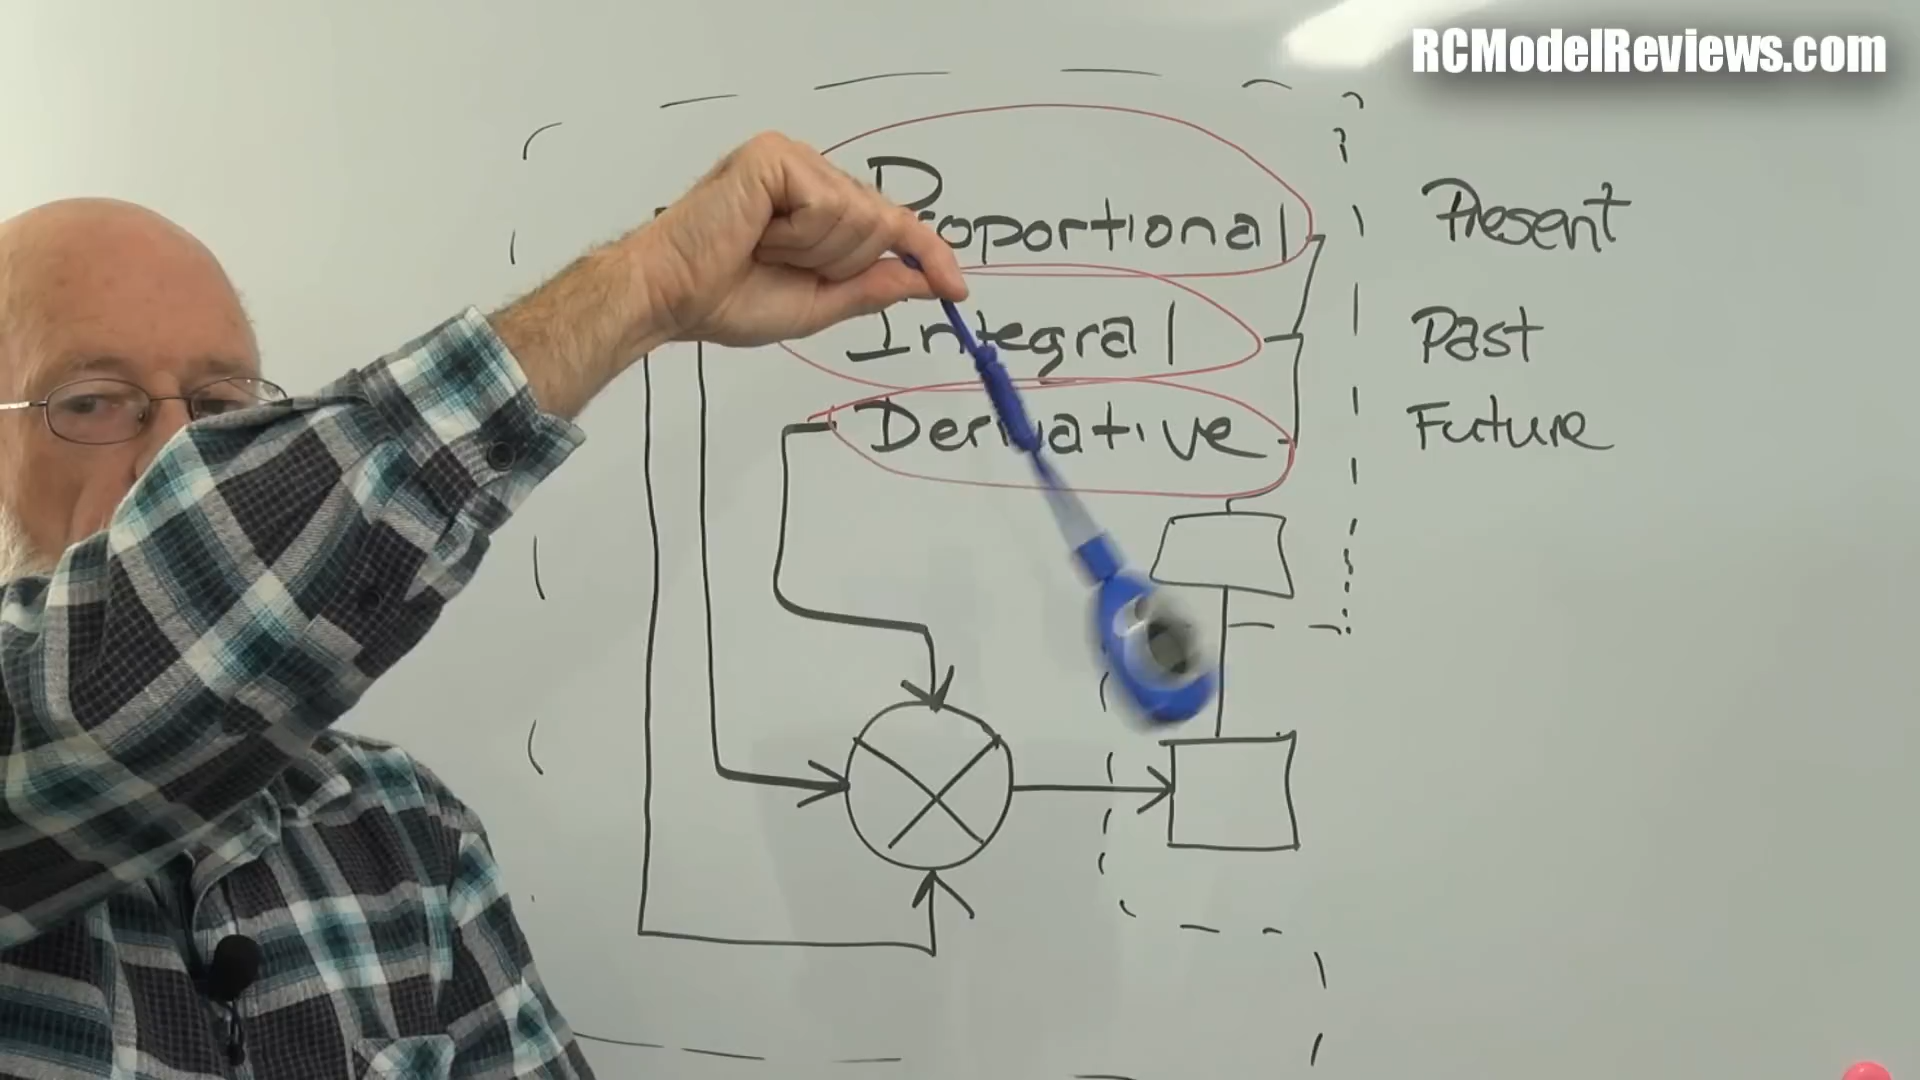 RCModelReviews.com
Proportional Present
Integral Past
Derivative Future